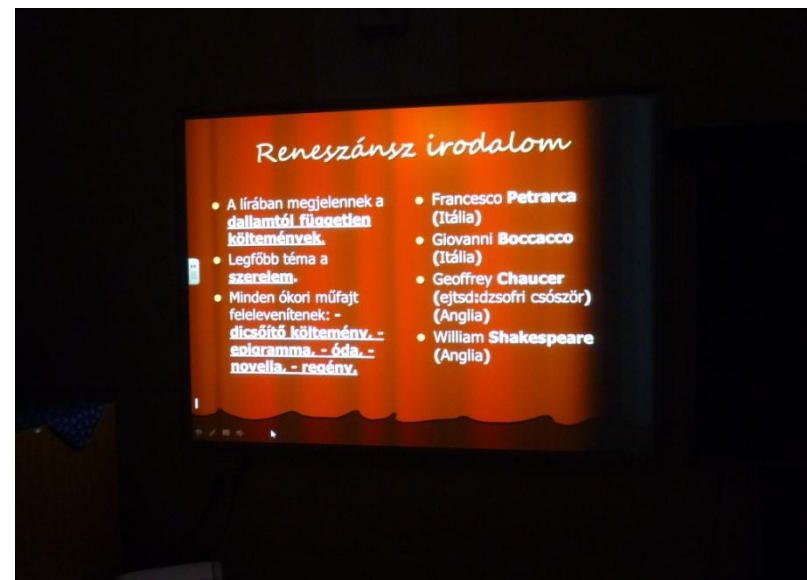 Reneszánsz irodalom
A lírában megjelennek a
dallamtól független
költemények.
Legfőbb téma a
szerelem.
Minden ókori műfajt
felelevenítenek: -
dicsőítő költemény, -
epigramma, - óda, -
novella, - regény.
Francesco Petrarca
(Itália)
Giovanni Boccacco
(Itália)
Geoffrey Chaucer
(ejtsd:dzsofri csóször)
(Anglia)
William Shakespeare
(Anglia)